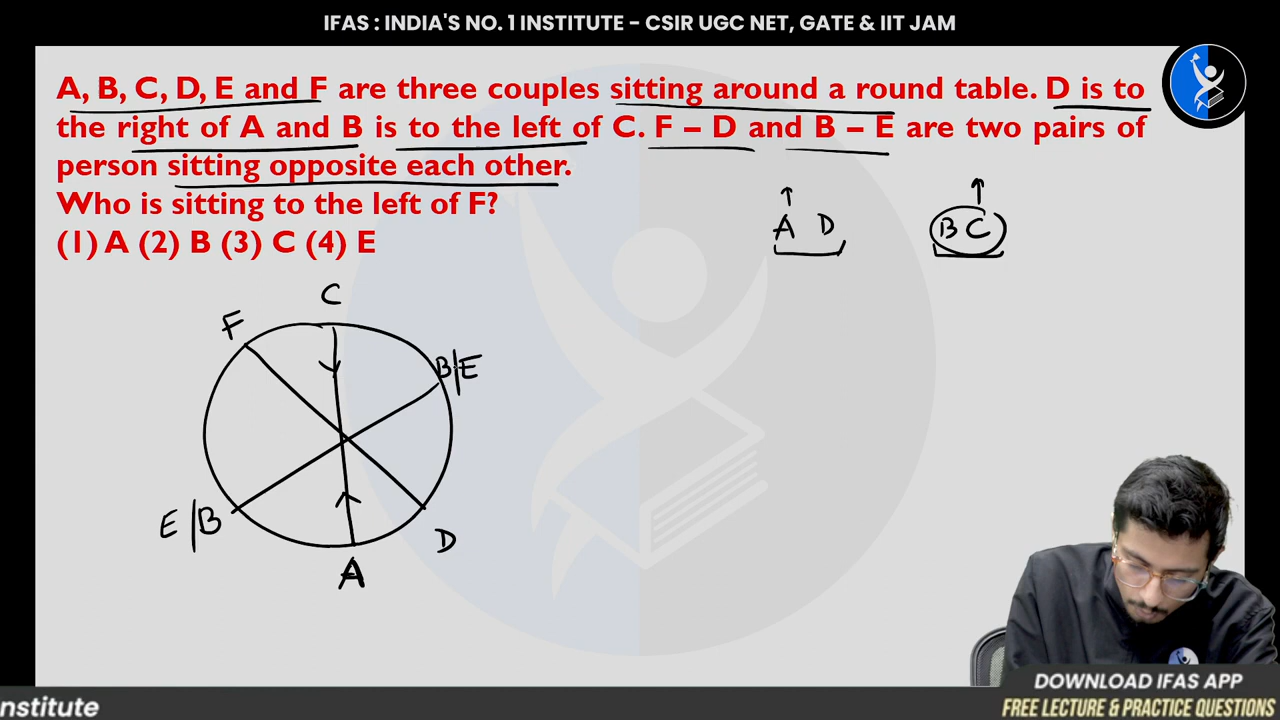 IFAS : INDIA'S NO. 1 INSTITUTE - CSIR UGC NET, GATE & IIT JAM
A, B, C, D, E and F are three couples sitting around a round table. D is to
the right of A and B is to the left of C. F – D and B – E are two pairs of
person sitting opposite each other.
Who is sitting to the left of F?
(1) A (2) B (3) C (4) E
A D
B C
C
F
B/E
E/B
D
A
DOWNLOAD IFAS APP
FREE LECTURE & PRACTICE QUESTIONS
nstitute